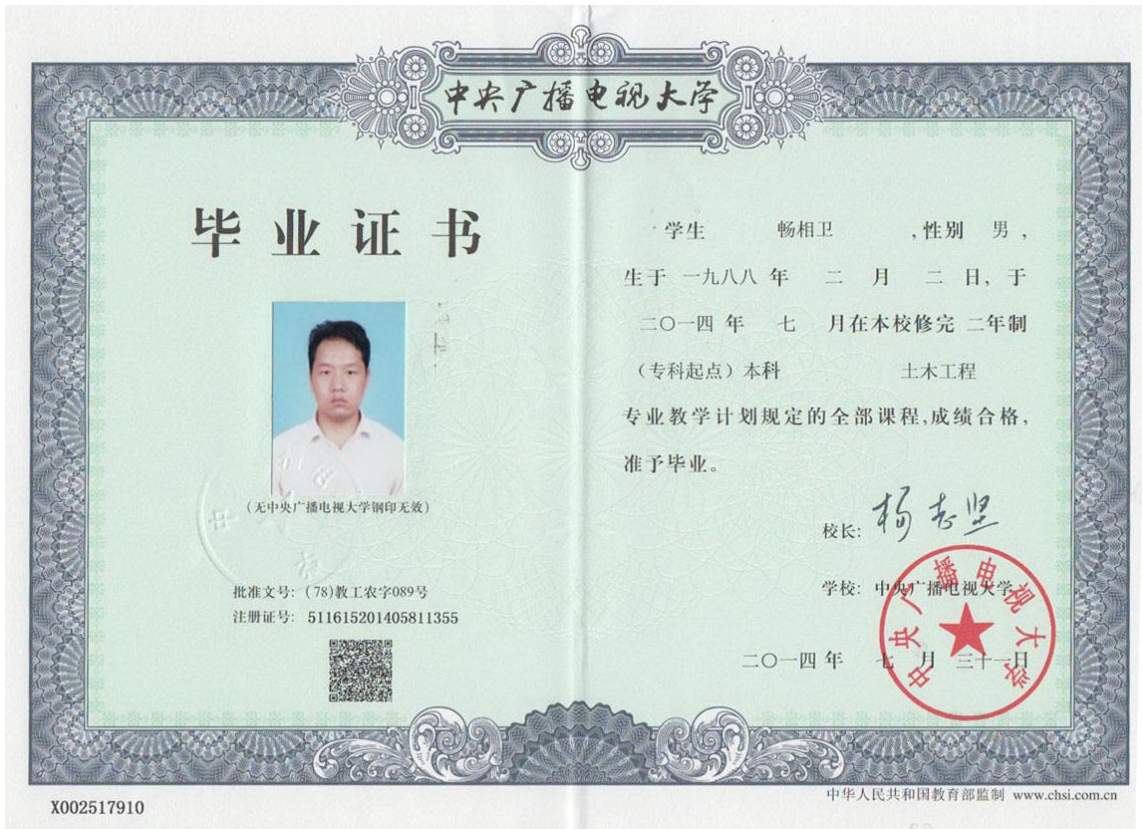 中央广播电视大学
毕业证书
(无中央广播电视大学钢印无效)
批准文号:(78)教工农字089号
注册证号: 511615201405811355
学生 畅相卫 ,性别 男,
生于 一九八八 年 二 月 二 日,于
二〇一四 年 七 月在本校修完 二年制
(专科起点)本科 土木工程
专业教学计划规定的全部课程,成绩合格,
准予毕业。
校长: 杨志坚
学校: 中央广播电视大学
中央广播电视大学
二〇一四 年 七 月 三十一日
X002517910
中华人民共和国教育部监制 www.chsi.com.cn